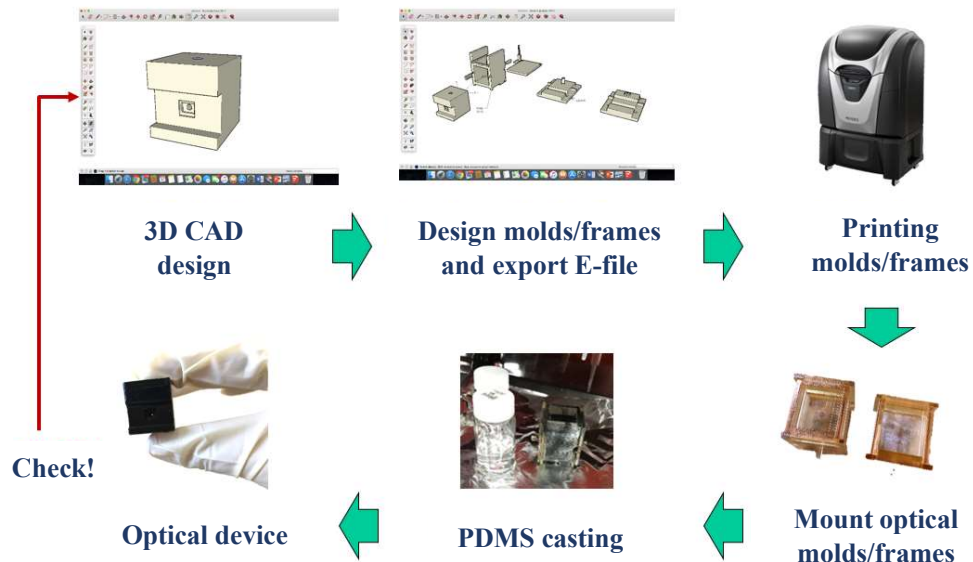 3D CAD
design
Design molds/frames
and export E-file
Printing
molds/frames
Check!
Optical device
PDMS casting
Mount optical
molds/frames